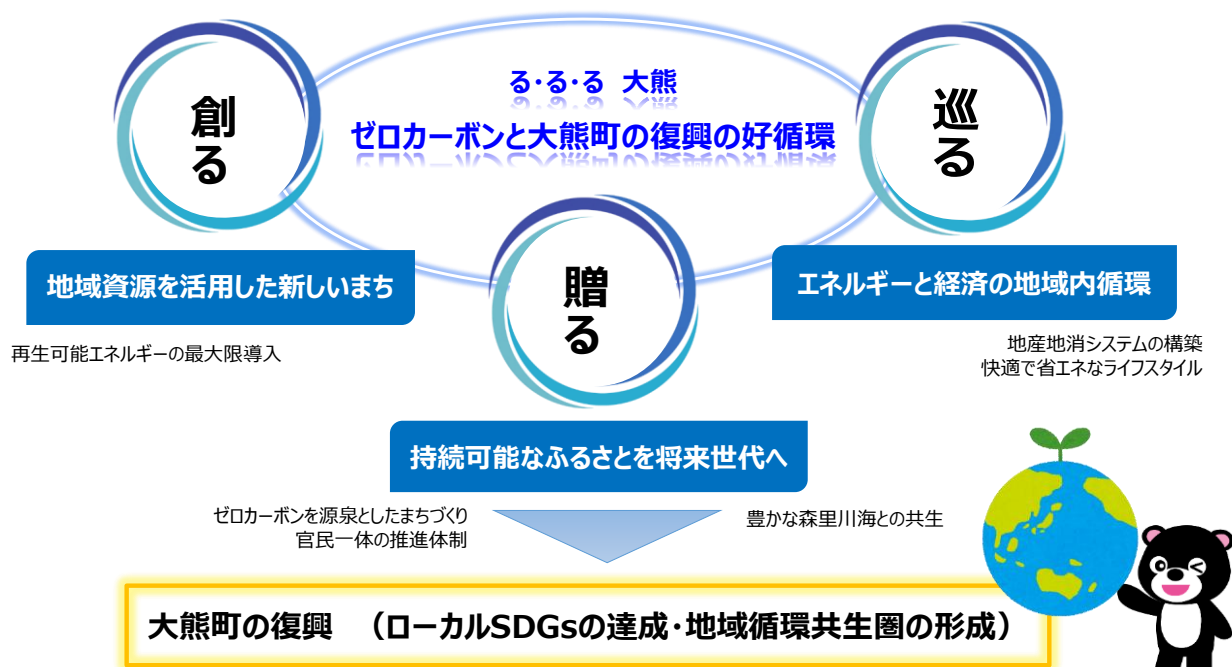 る・る・る 大熊
ゼロカーボンと大熊町の復興の好循環
創る
地域資源を活用した新しいまち
再生可能エネルギーの最大限導入
巡る
エネルギーと経済の地域内循環
地産地消システムの構築
快適で省エネなライフスタイル
贈る
持続可能なふるさとを将来世代へ
ゼロカーボンを源泉としたまちづくり
官民一体の推進体制
豊かな森里川海との共生
大熊町の復興 （ローカルSDGsの達成・地域循環共生圏の形成）